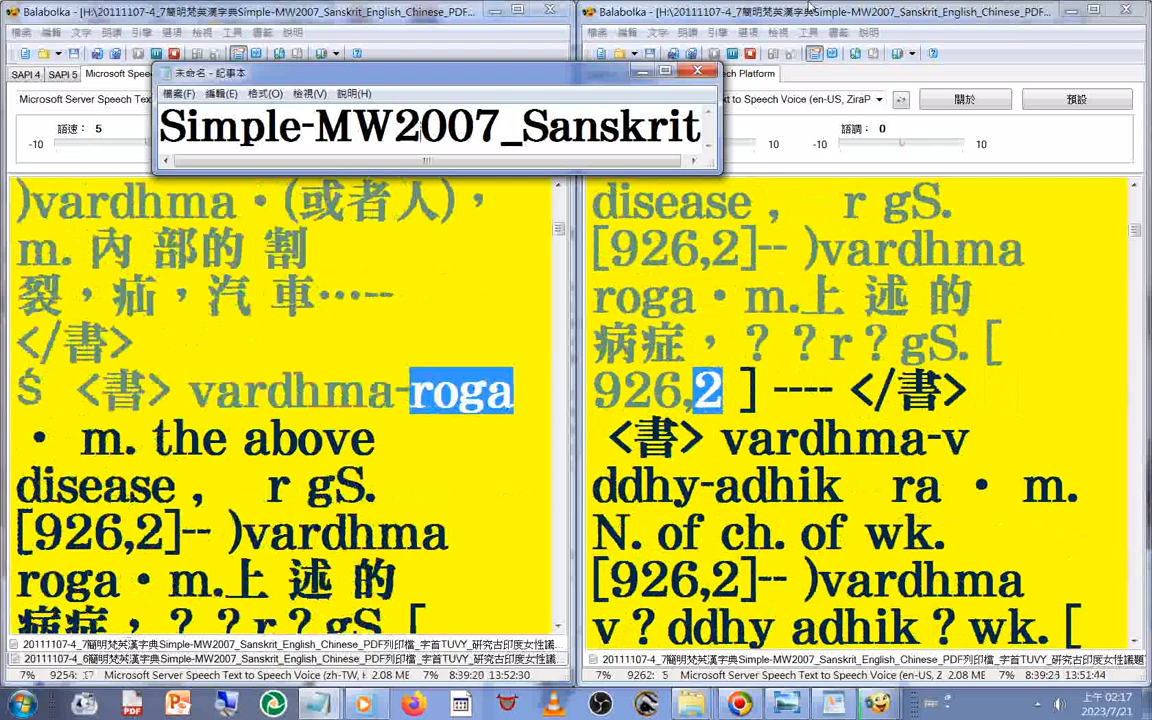 Balabolka - [H:\20111107-4_7簡明梵英漢字典Simple-MW2007_Sanskrit_English_Chinese_PDF...
檔案 編輯 文字 朗讀 引擎 選項 檢視 工具 書籤 說明
SAPI 4 SAPI 5 Microsoft Spee
Microsoft Server Speech Text
語速： 5
-10
未命名 - 記事本
檔案(F) 編輯(E) 格式(O) 檢視(V) 說明(H)
Simple-MW2007_Sanskrit
)vardhma•(或者人)，
m. 內 部的 割
裂，疝，汽 車…--
</書>
Ś <書> vardhma-roga
• m. the above
disease , r gS.
[926,2]-- )vardhma
roga•m.上 述 的
病症，？？r？gS. [
20111107-4_7簡明梵英漢字典Simple-MW2007_Sanskrit_English_Chinese_PDF列印檔_字首TUVY_研究古印度女性議...
20111107-4_6簡明梵英漢字典Simple-MW2007_Sanskrit_English_Chinese_PDF列印檔_字首TUVY_研究古印度女性議...
7% 9254: Microsoft Server Speech Text to Speech Voice (zh-TW, H 2.08 MB 7% 8:39:20 13:52:30
Balabolka - [H:\20111107-4_7簡明梵英漢字典Simple-MW2007_Sanskrit_English_Chinese_PDF...
檔案 編輯 文字 朗讀 引擎 選項 檢視 工具 書籤 說明
ch Platform
t to Speech Voice (en-US, ZiraP
關於 預設
語調： 0
10 -10 10
disease , r gS.
[926,2]-- )vardhma
roga•m.上 述 的
病症，？？r？gS. [
926,2 ] ---- </書>
<書> vardhma-v
ddhy-adhik ra • m.
N. of ch. of wk.
[926,2]-- )vardhma
v？ddhy adhik？wk. [
20111107-4_7簡明梵英漢字典Simple-MW2007_Sanskrit_English_Chinese_PDF列印檔_字首TUVY_研究古印度女性議題
7% 9262: Microsoft Server Speech Text to Speech Voice (en-US, 2.08 MB 7% 8:39:23 13:51:44
上午 02:17
2023/7/21